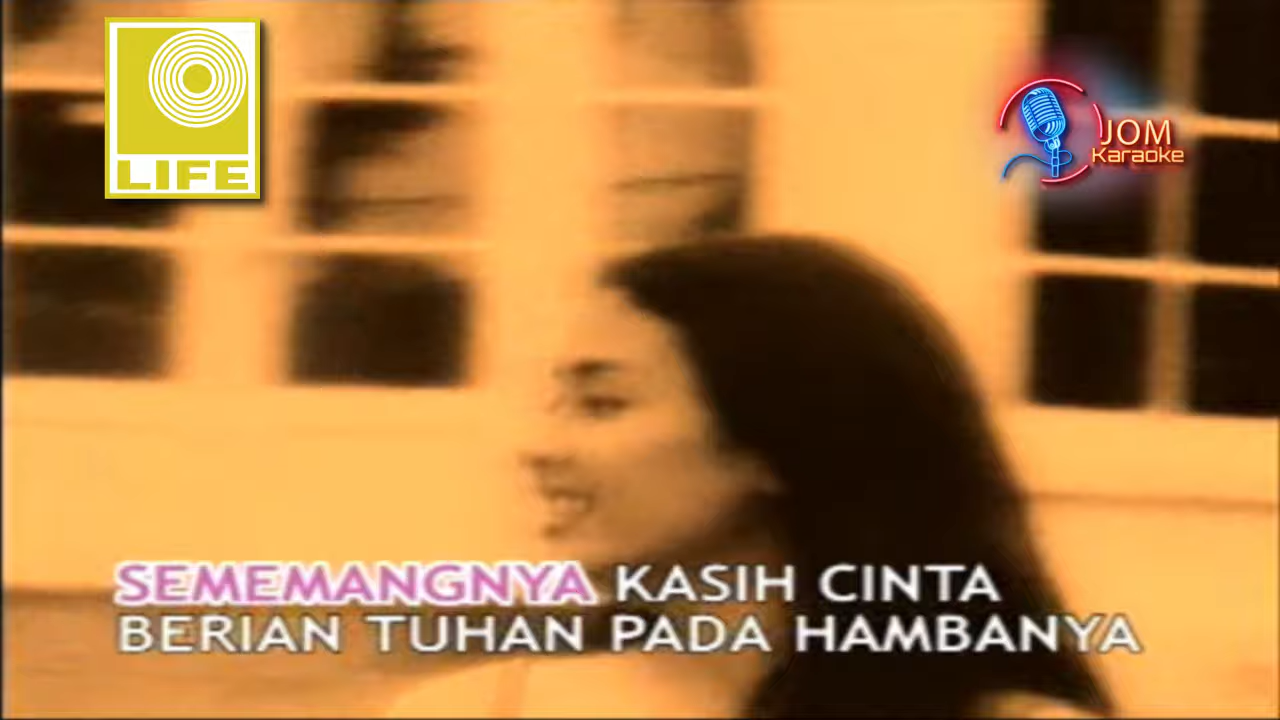 LIFE
JOM
Karaoke
SEMEMANGNYA KASIH CINTA
BERIAN TUHAN PADA HAMBANYA